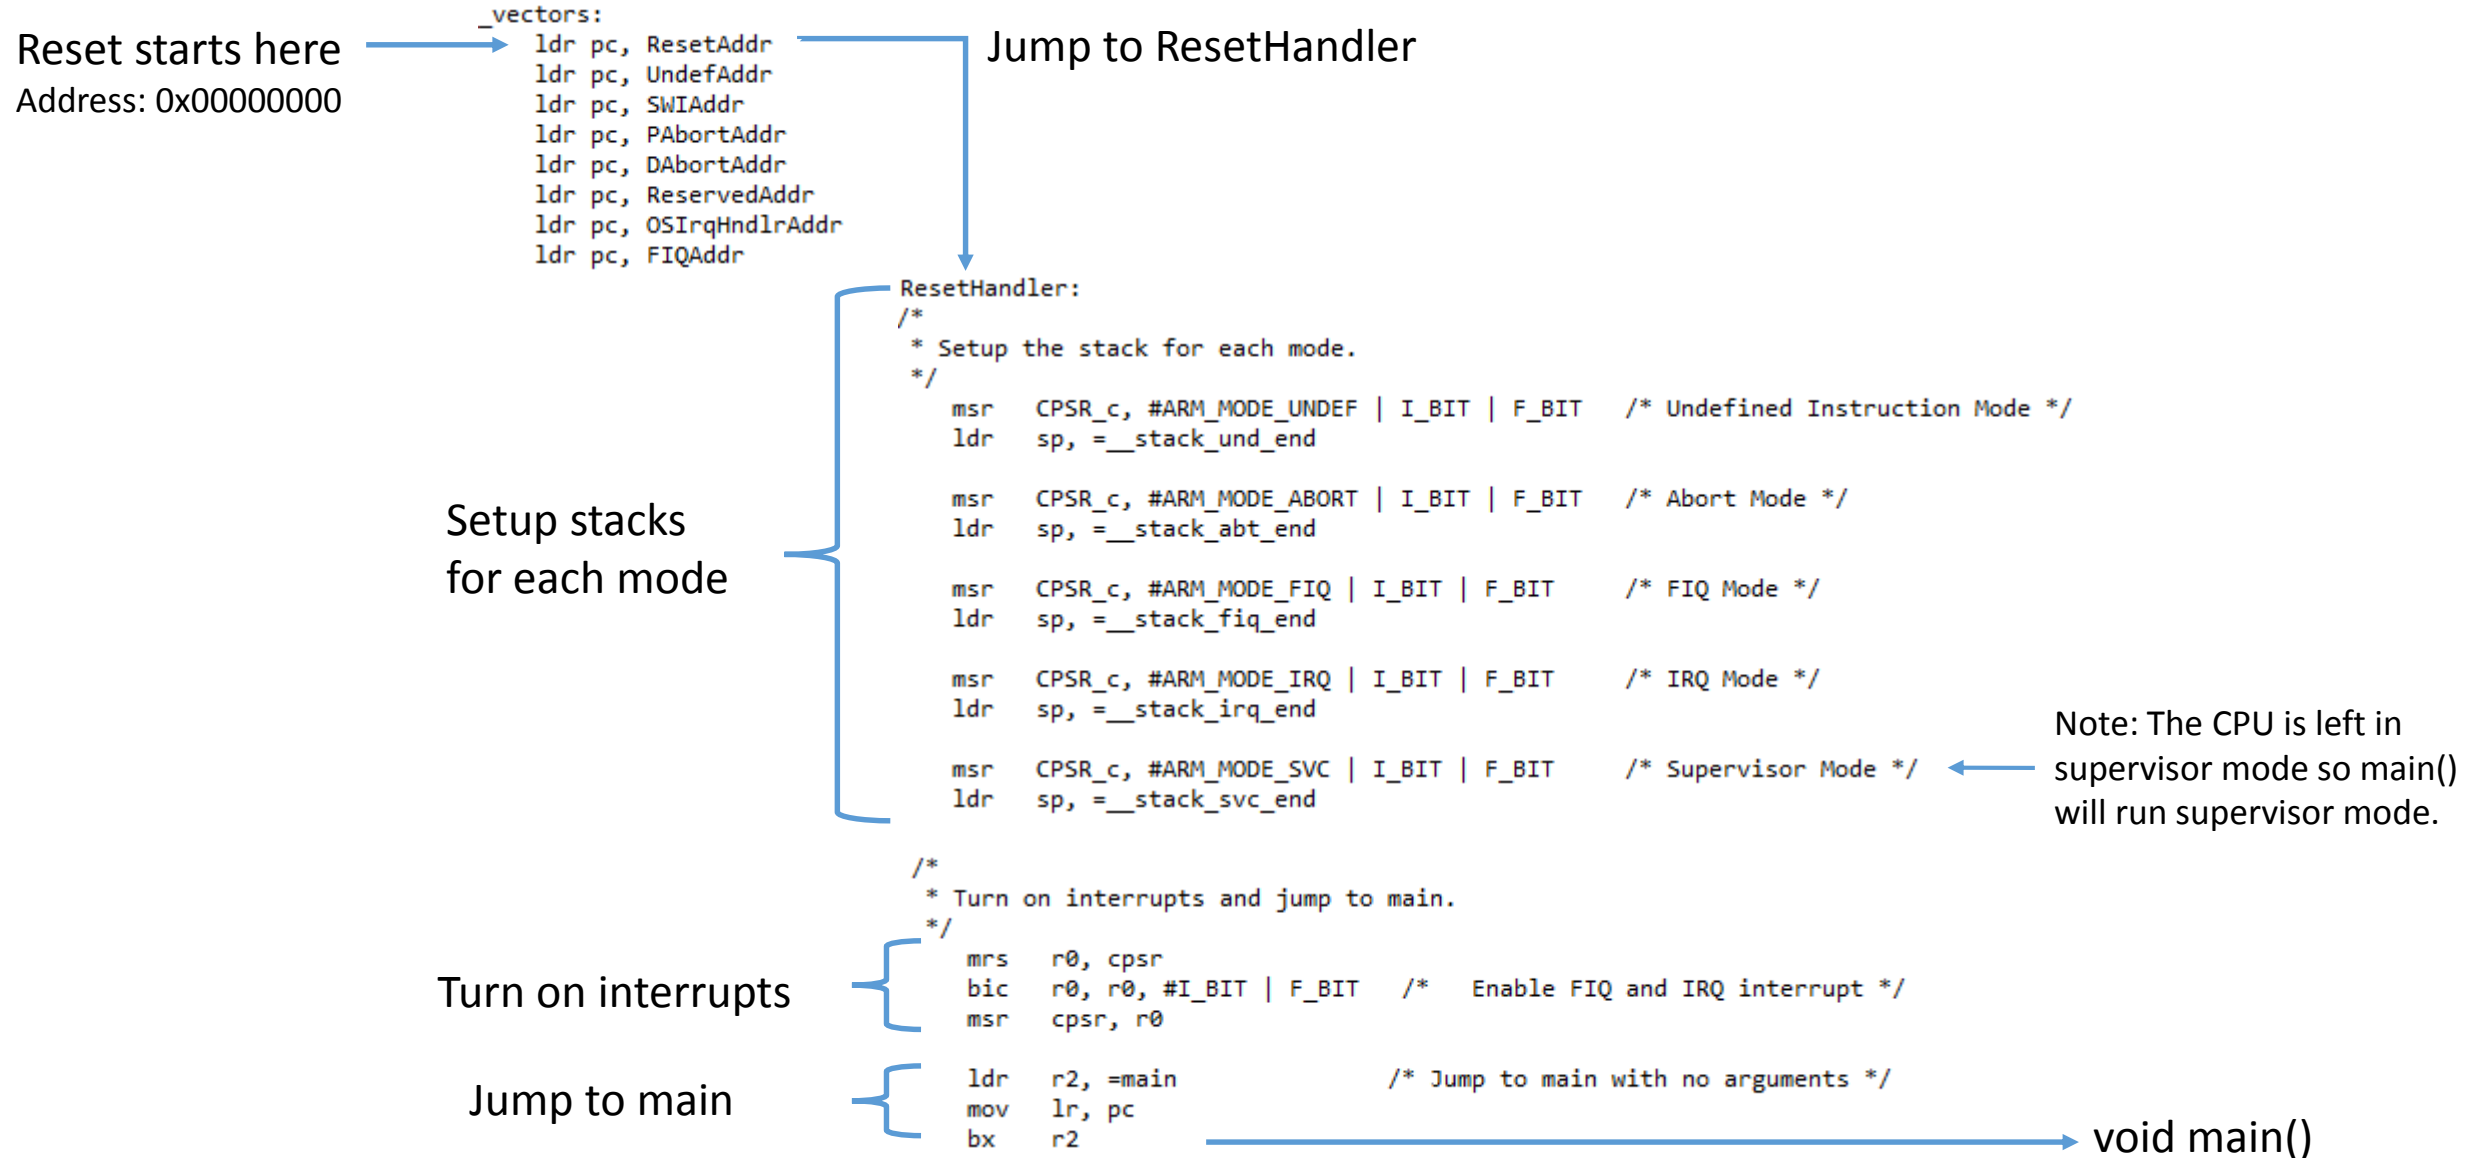 _vectors:
Reset starts here
Address: 0x00000000
ldr pc, ResetAddr
ldr pc, UndefAddr
ldr pc, SWIAddr
ldr pc, PAbortAddr
ldr pc, DAbortAddr
ldr pc, ReservedAddr
ldr pc, OSIrqHndlrAddr
ldr pc, FIQAddr
Jump to ResetHandler
ResetHandler:
/*
* Setup the stack for each mode.
*/
msr CPSR_c, #ARM_MODE_UNDEF | I_BIT | F_BIT /* Undefined Instruction Mode */
ldr sp, =__stack_und_end
msr CPSR_c, #ARM_MODE_ABORT | I_BIT | F_BIT /* Abort Mode */
ldr sp, =__stack_abt_end
msr CPSR_c, #ARM_MODE_FIQ | I_BIT | F_BIT /* FIQ Mode */
ldr sp, =__stack_fiq_end
msr CPSR_c, #ARM_MODE_IRQ | I_BIT | F_BIT /* IRQ Mode */
ldr sp, =__stack_irq_end
msr CPSR_c, #ARM_MODE_SVC | I_BIT | F_BIT /* Supervisor Mode */
ldr sp, =__stack_svc_end
Setup stacks
for each mode
Note: The CPU is left in
supervisor mode so main()
will run supervisor mode.
/*
* Turn on interrupts and jump to main.
*/
Turn on interrupts
mrs r0, cpsr
bic r0, r0, #I_BIT | F_BIT /* Enable FIQ and IRQ interrupt */
msr cpsr, r0
Jump to main
ldr r2, =main /* Jump to main with no arguments */
mov lr, pc
bx r2
void main()